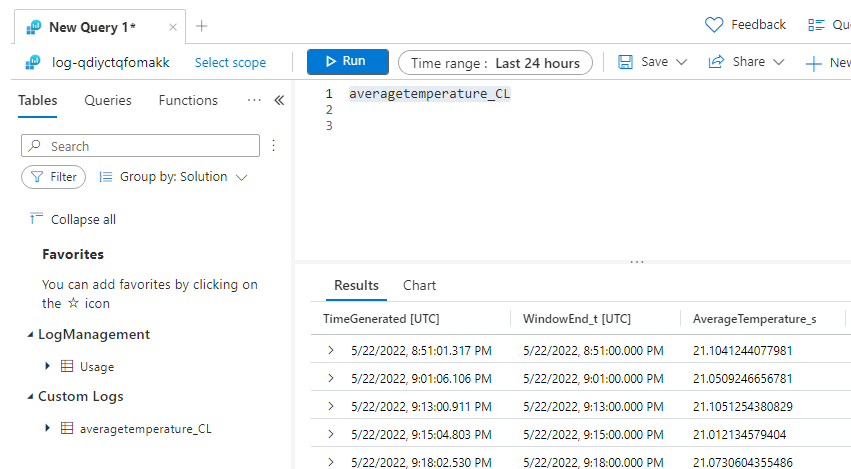 New Query 1* × +
Feedback
log-qdiyctqfomakk Select scope Run Time range : Last 24 hours Save Share
Tables Queries Functions ··· «
1 averagetemperature_CL
2
3
Search
Filter Group by: Solution
Collapse all
Favorites
You can add favorites by clicking on
the ☆ icon
LogManagement
Usage
Custom Logs
averagetemperature_CL
Results Chart
TimeGenerated [UTC] WindowEnd_t [UTC] AverageTemperature_s
5/22/2022, 8:51:01.317 PM 5/22/2022, 8:51:00.000 PM 21.1041244077981
5/22/2022, 9:01:06.106 PM 5/22/2022, 9:01:00.000 PM 21.0509246656781
5/22/2022, 9:13:00.911 PM 5/22/2022, 9:13:00.000 PM 21.1051254380829
5/22/2022, 9:15:04.803 PM 5/22/2022, 9:15:00.000 PM 21.012134579404
5/22/2022, 9:18:02.530 PM 5/22/2022, 9:18:00.000 PM 21.0730604355486